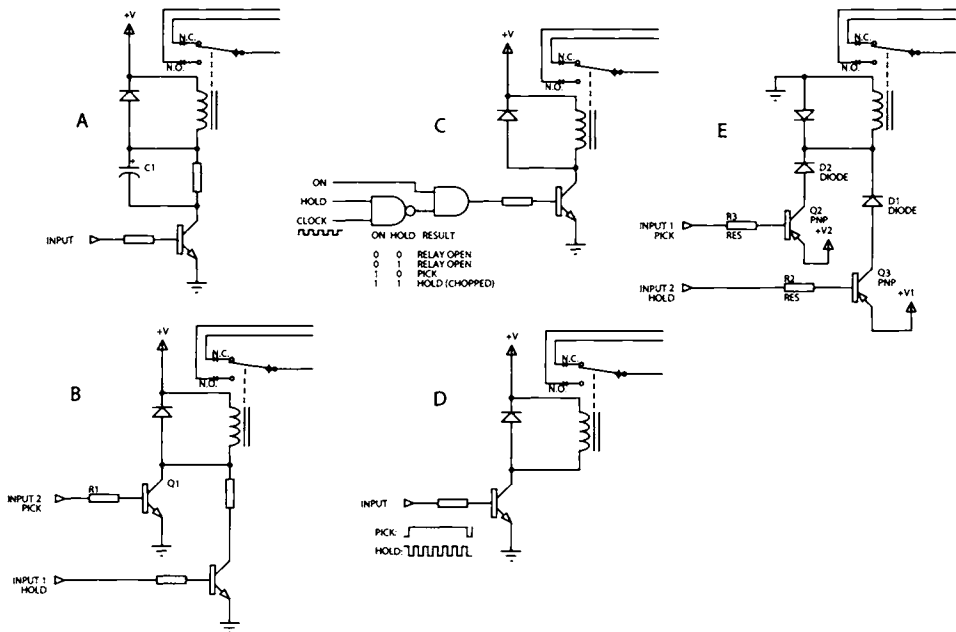 A
+V
N.C.
N.O.
C1
INPUT
C
+V
N.C.
N.O.
ON
HOLD
CLOCK
ON HOLD RESULT
0 0 RELAY OPEN
0 1 RELAY OPEN
1 0 PICK
1 1 HOLD (CHOPPED)
E
N.C.
N.O.
D2
DIODE
D1
DIODE
INPUT 1
PICK
R3
RES
Q2
PNP
+V2
INPUT 2
HOLD
R2
RES
Q3
PNP
+V1
B
+V
N.C.
N.O.
INPUT 2
PICK
R1
Q1
INPUT 1
HOLD
D
+V
N.C.
N.O
INPUT
PICK:
HOLD: